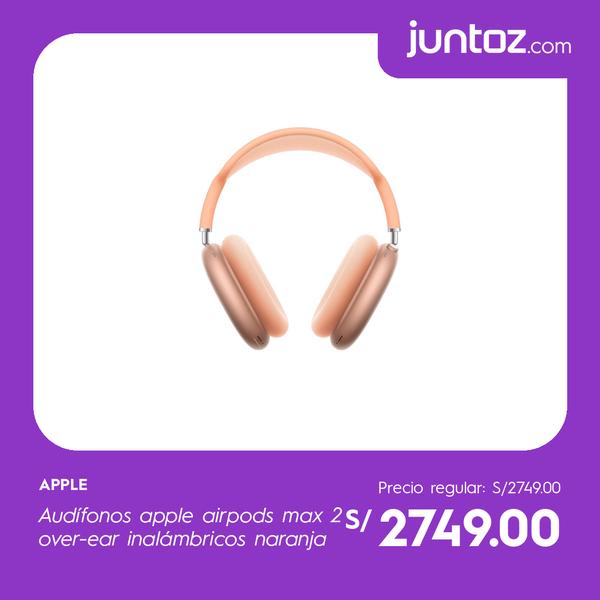 juntoz.com
APPLE
Audífonos apple airpods max 2
over-ear inalámbricos naranja
Precio regular: S/2749.00
S/ 2749.00